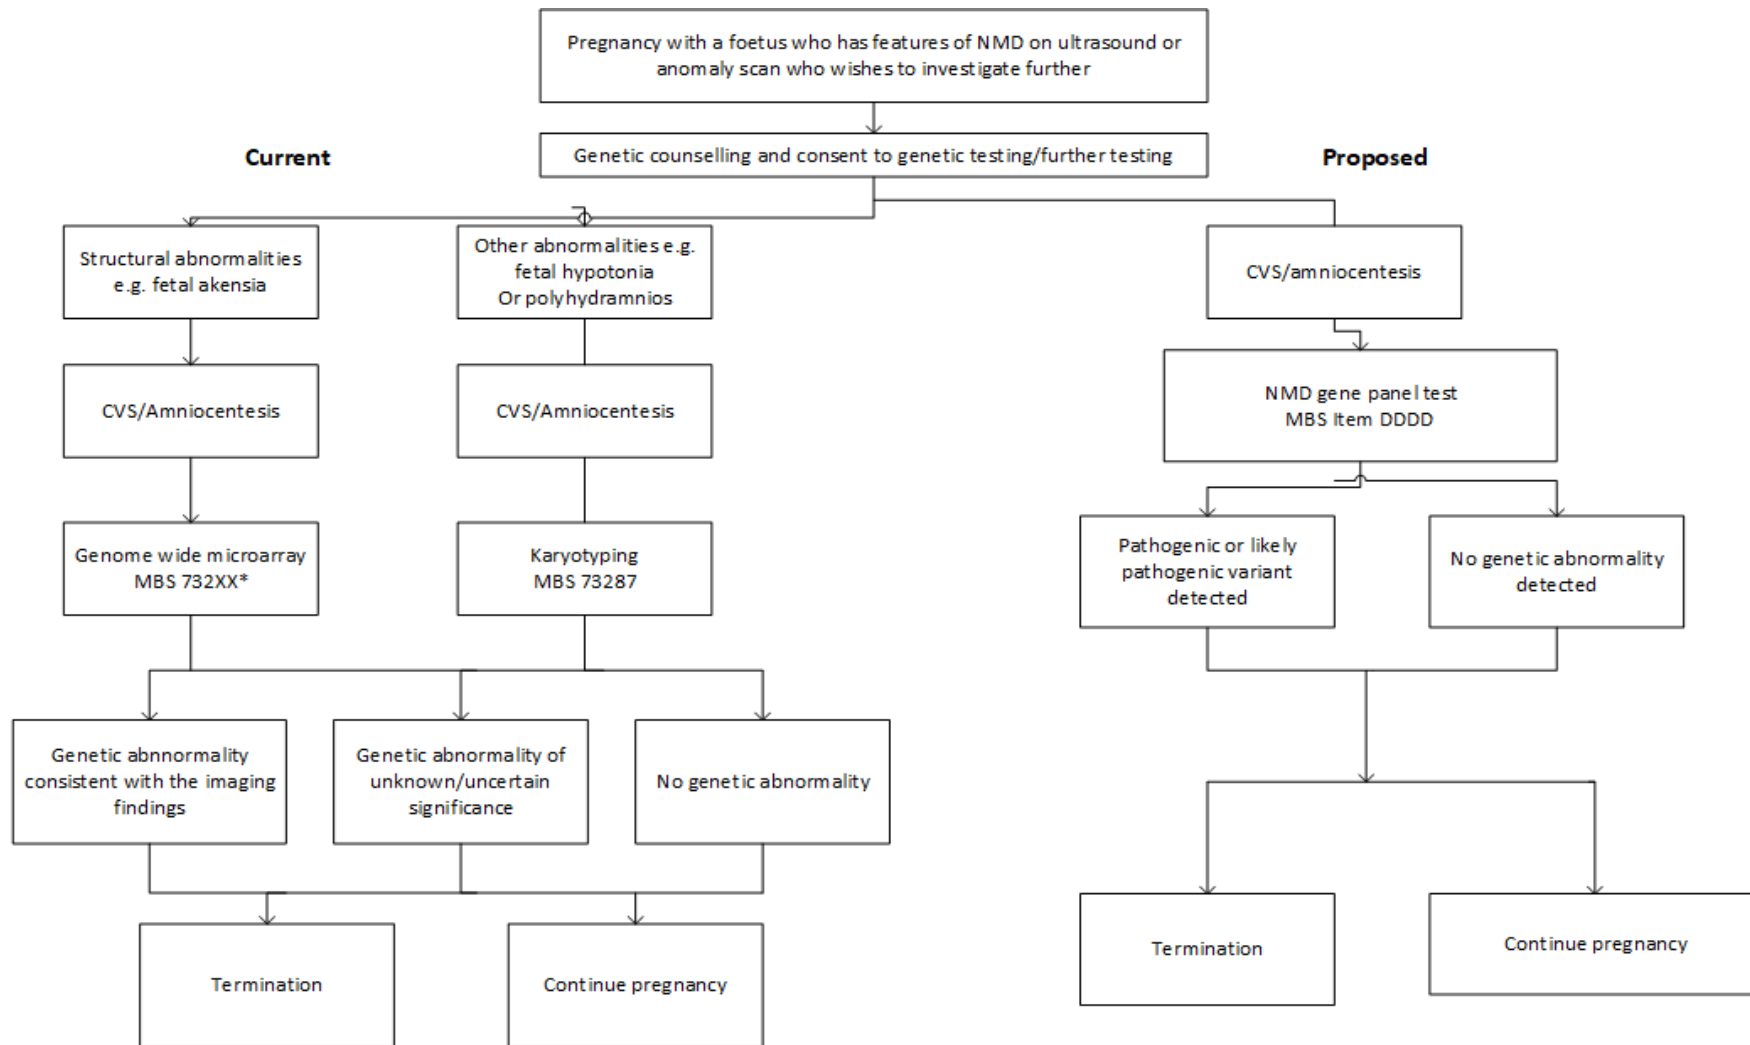 Pregnancy with a foetus who has features of NMD on ultrasound or
anomaly scan who wishes to investigate further
Genetic counselling and consent to genetic testing/further testing
Current
Proposed
Structural abnormalities
e.g. fetal akensia
Other abnormalities e.g.
fetal hypotonia
Or polyhydramnios
CVS/amniocentesis
CVS/Amniocentesis
CVS/Amniocentesis
NMD gene panel test
MBS Item DDDD
Genome wide microarray
MBS 732XX*
Karyotyping
MBS 73287
Pathogenic or likely
pathogenic variant
detected
No genetic abnormality
detected
Genetic abnnormality
consistent with the imaging
findings
Genetic abnormality of
unknown/uncertain
significance
No genetic abnormality
Termination
Continue pregnancy
Termination
Continue pregnancy